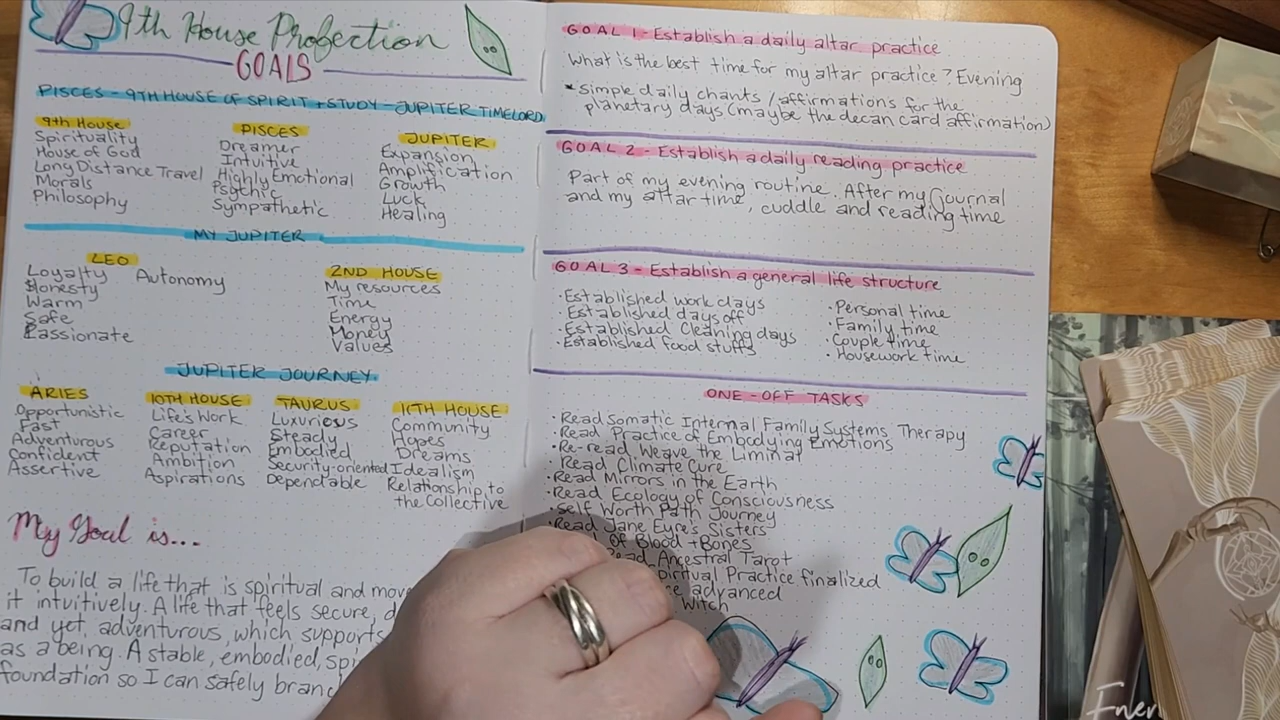 9th House Profection
GOALS
PISCES - 9TH HOUSE OF SPIRIT + STUDY - JUPITER TIMELORD
9th House
Spirituality
House of God
Long Distance Travel
Morals
Philosophy
PISCES
Dreamer
Intuitive
Highly Emotional
Psychic
Sympathetic
JUPITER
Expansion
Amplification
Growth
Luck
Healing
MY JUPITER
LEO
Loyalty Autonomy
Honesty
Warm
Safe
Passionate
2ND HOUSE
My resources
Time
Energy
Money
Values
JUPITER JOURNEY
ARIES
Opportunistic
Fast
Adventurous
Confident
Assertive
10TH HOUSE
Life's Work
Career
Reputation
Ambition
Aspirations
TAURUS
Luxurious
Steady
Embodied
Security-oriented
Dependable
11TH HOUSE
Community
Hopes
Dreams
Idealism
Relationship to
the Collective
My Goal is...
To build a life that is spiritual and move
it intuitively. A life that feels secure,
and yet, adventurous, which supports
as a being. A stable, embodied,
foundation so I can safely
GOAL 1 - Establish a daily altar practice
What is the best time for my altar practice? Evening
* Simple daily chants / affirmations for the
planetary days (maybe the decan card affirmation)
GOAL 2 - Establish a daily reading practice
Part of my evening routine. After my journal
and my altar time, cuddle and reading time
GOAL 3 - Establish a general life structure
· Established work days
· Established days off
· Established Cleaning days
· Established food stuffs
· Personal time
· Family time
· Couple time
· Housework time
ONE-OFF TASKS
· Read Somatic Internal Family Systems Therapy
· Read Practice of Embodying Emotions
· Re-read Weave the Liminal
· Read Climate Cure
· Read Mirrors in the Earth
· Read Ecology of Consciousness
· Self Worth Path Journey
· Read Jane Eyre's Sisters
Of Blood + Bones
Read Ancestral Tarot
Spiritual Practice finalized
advanced
Witch